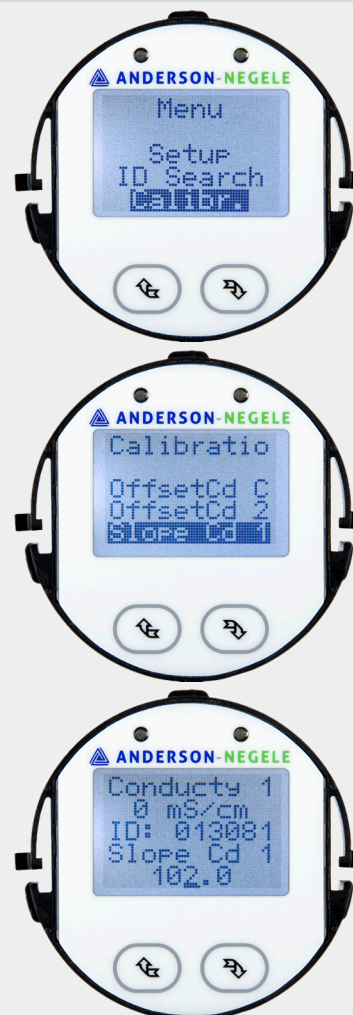 ANDERSON-NEGELE
Menu
Setup
ID Search
Calibr.
ANDERSON-NEGELE
Calibratio
OffsetCd C
OffsetCd 2
Slope Cd 1
ANDERSON-NEGELE
Conducty 1
0 mS/cm
ID: 013081
Slope Cd 1
102.0